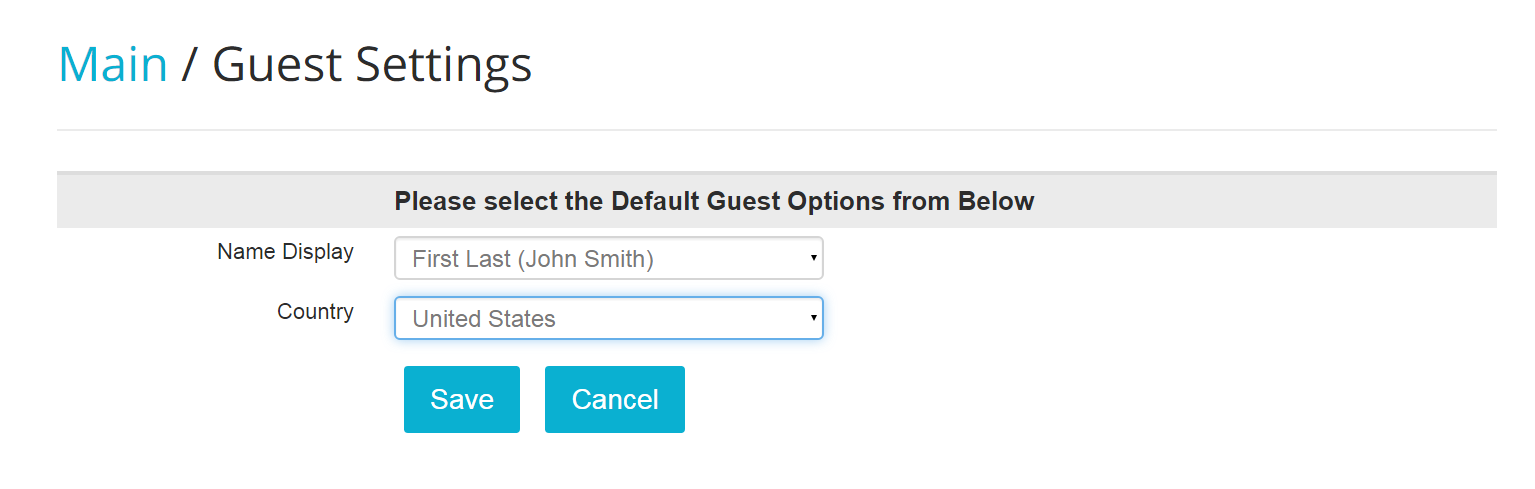 Main / Guest Settings
Please select the Default Guest Options from Below
Name Display First Last (John Smith)
Country United States
Save Cancel